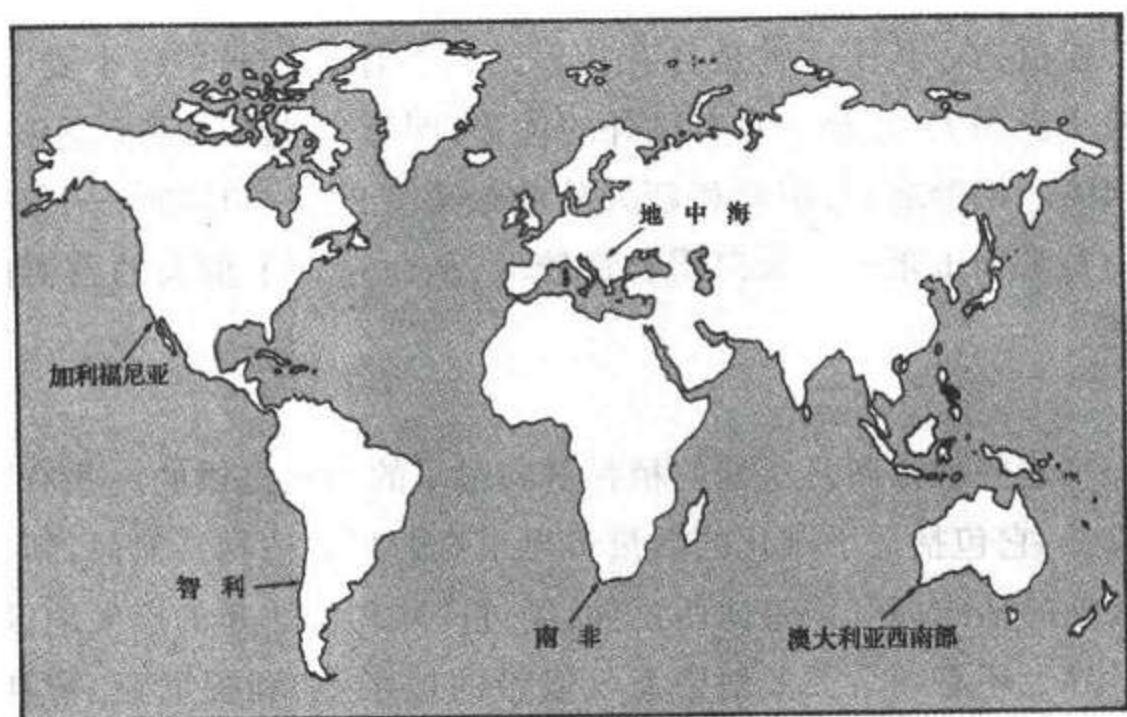 地中海
加利福尼亚
智利
南非
澳大利亚西南部